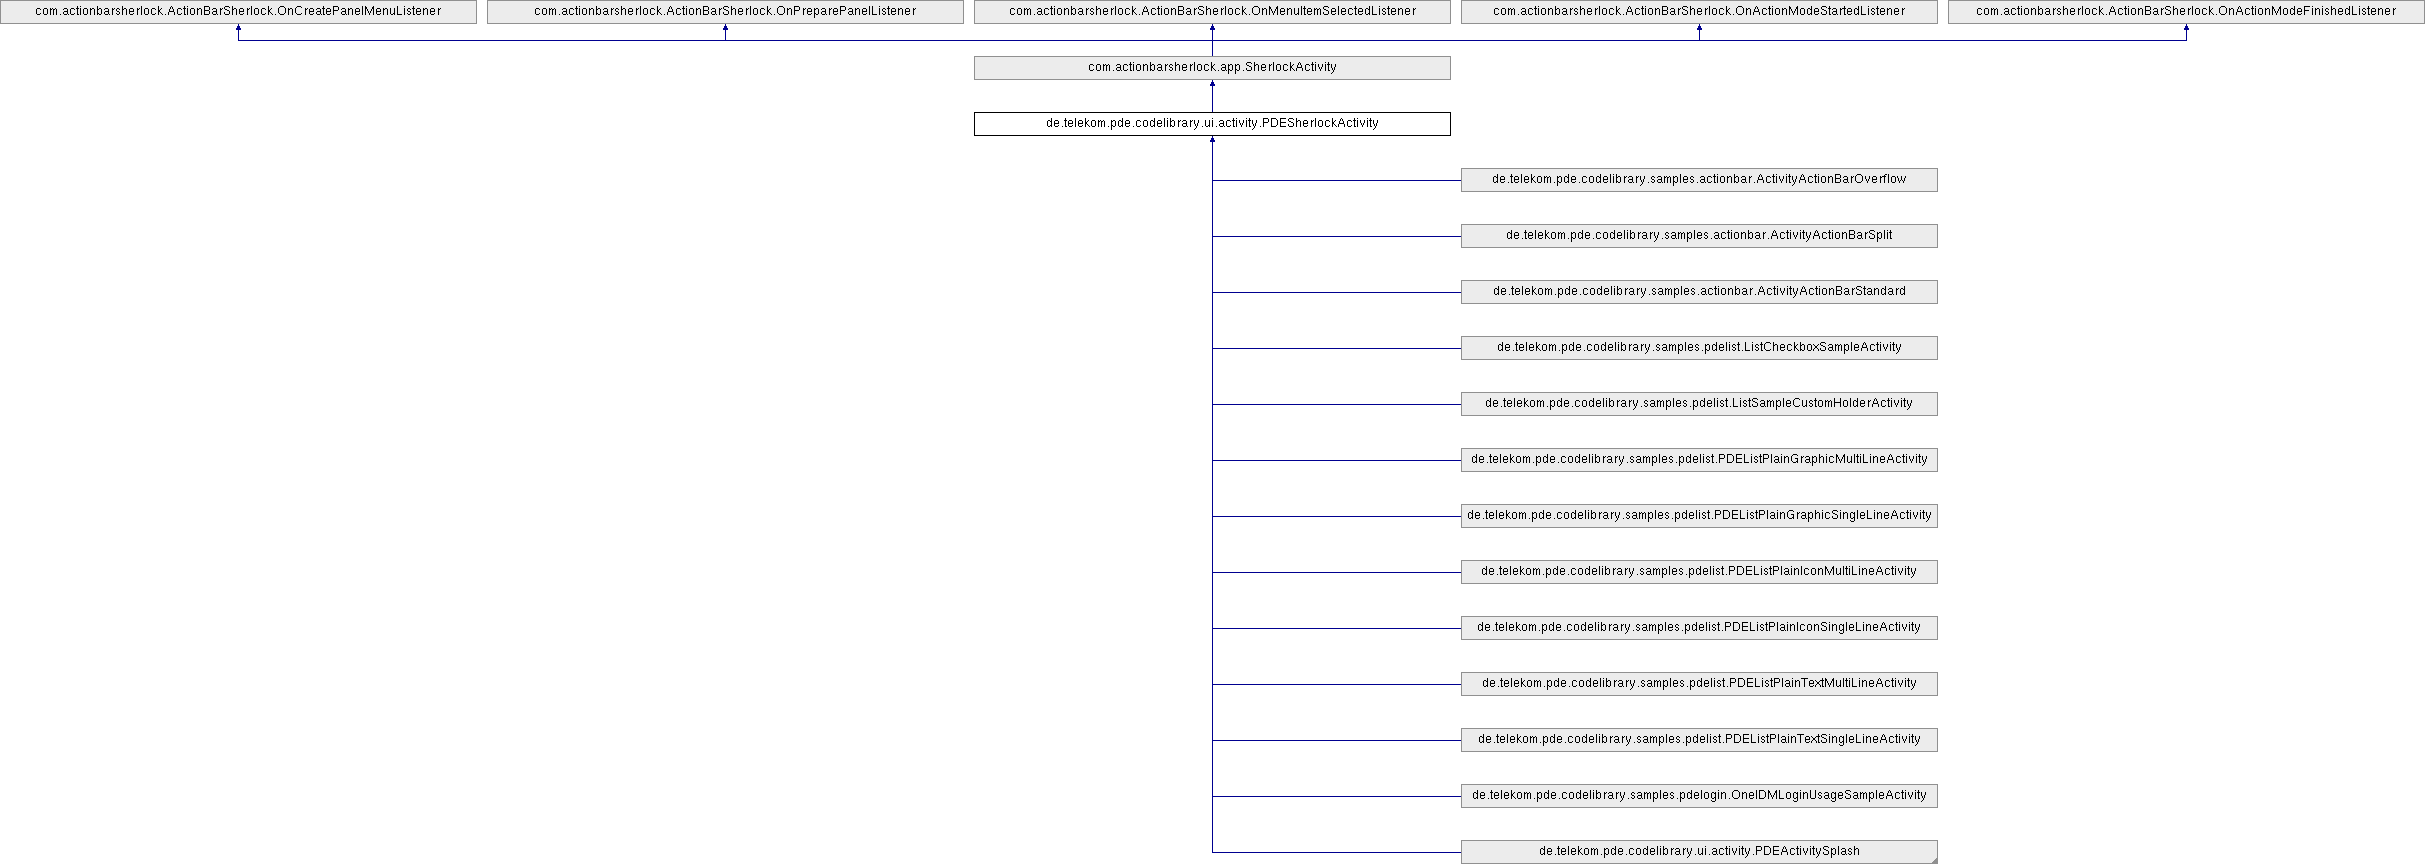 com.actionbarsherlock.ActionBarSherlock.OnCreatePanelMenuListener
com.actionbarsherlock.ActionBarSherlock.OnPreparePanelListener
com.actionbarsherlock.ActionBarSherlock.OnMenuItemSelectedListener
com.actionbarsherlock.ActionBarSherlock.OnActionModeStartedListener
com.actionbarsherlock.ActionBarSherlock.OnActionModeFinishedListener
com.actionbarsherlock.app.SherlockActivity
de.telekom.pde.codelibrary.ui.activity.PDESherlockActivity
de.telekom.pde.codelibrary.samples.actionbar.ActivityActionBarOverflow
de.telekom.pde.codelibrary.samples.actionbar.ActivityActionBarSplit
de.telekom.pde.codelibrary.samples.actionbar.ActivityActionBarStandard
de.telekom.pde.codelibrary.samples.pdelist.ListCheckboxSampleActivity
de.telekom.pde.codelibrary.samples.pdelist.ListSampleCustomHolderActivity
de.telekom.pde.codelibrary.samples.pdelist.PDEListPlainGraphicMultiLineActivity
de.telekom.pde.codelibrary.samples.pdelist.PDEListPlainGraphicSingleLineActivity
de.telekom.pde.codelibrary.samples.pdelist.PDEListPlainIconMultiLineActivity
de.telekom.pde.codelibrary.samples.pdelist.PDEListPlainIconSingleLineActivity
de.telekom.pde.codelibrary.samples.pdelist.PDEListPlainTextMultiLineActivity
de.telekom.pde.codelibrary.samples.pdelist.PDEListPlainTextSingleLineActivity
de.telekom.pde.codelibrary.samples.pdelogin.OneIDMLoginUsageSampleActivity
de.telekom.pde.codelibrary.ui.activity.PDEActivitySplash